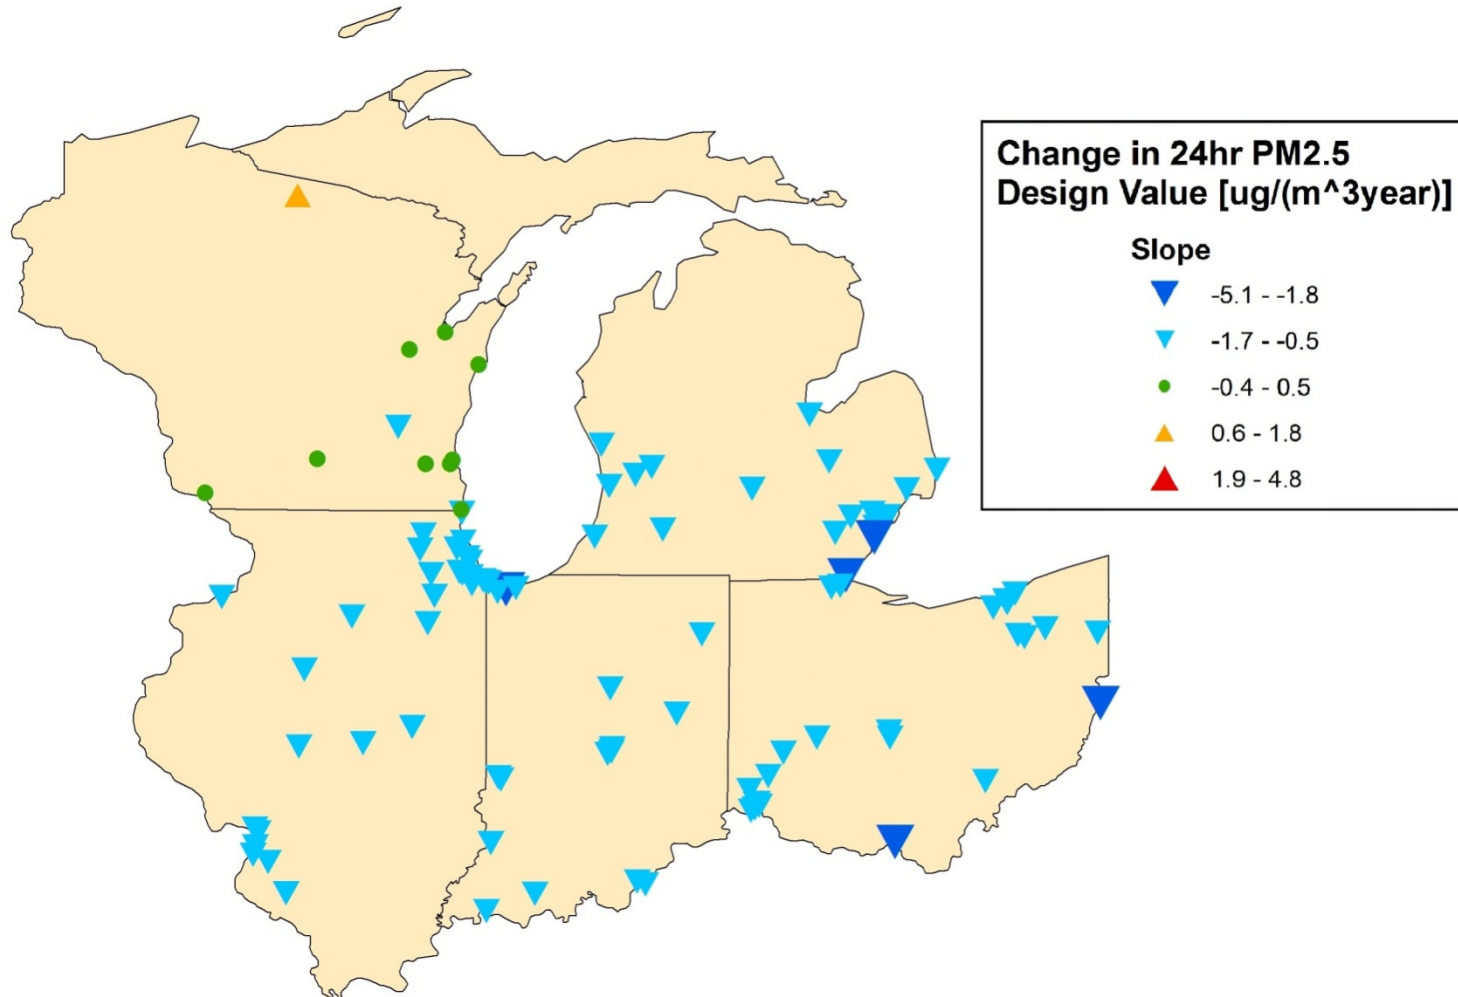 Change in 24hr PM2.5
Design Value [ug/(m^3year)]
Slope
-5.1 - -1.8
-1.7 - -0.5
-0.4 - 0.5
0.6 - 1.8
1.9 - 4.8